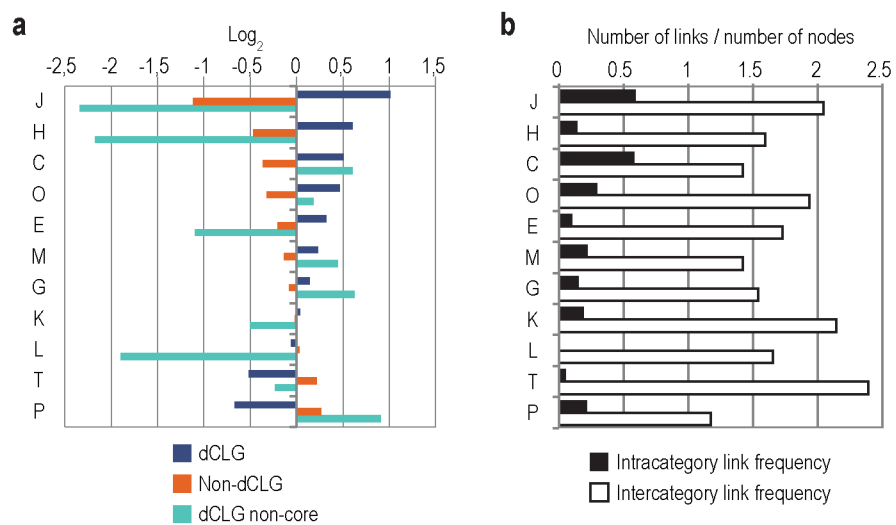 a
Log2
-2,5 -2 -1,5 -1 -0,5 0 0,5 1 1,5
J
H
C
O
E
M
G
K
L
T
P
dCLG
Non-dCLG
dCLG non-core
b
Number of links / number of nodes
0 0.5 1 1.5 2 2.5
J
H
C
O
E
M
G
K
L
T
P
Intracategory link frequency
Intercategory link frequency